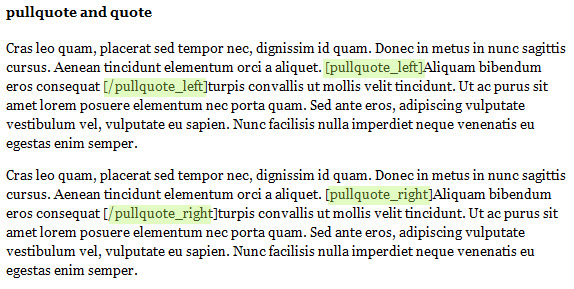 pullquote and quote
Cras leo quam, placerat sed tempor nec, dignissim id quam. Donec in metus in nunc sagittis
cursus. Aenean tincidunt elementum orci a aliquet. [pullquote_left]Aliquam bibendum
eros consequat [/pullquote_left]turpis convallis ut mollis velit tincidunt. Ut ac purus sit
amet lorem posuere elementum nec porta quam. Sed ante eros, adipiscing vulputate
vestibulum vel, vulputate eu sapien. Nunc facilisis nulla imperdiet neque venenatis eu
egestas enim semper.
Cras leo quam, placerat sed tempor nec, dignissim id quam. Donec in metus in nunc sagittis
cursus. Aenean tincidunt elementum orci a aliquet. [pullquote_right]Aliquam bibendum
eros consequat [/pullquote_right]turpis convallis ut mollis velit tincidunt. Ut ac purus sit
amet lorem posuere elementum nec porta quam. Sed ante eros, adipiscing vulputate
vestibulum vel, vulputate eu sapien. Nunc facilisis nulla imperdiet neque venenatis eu
egestas enim semper.